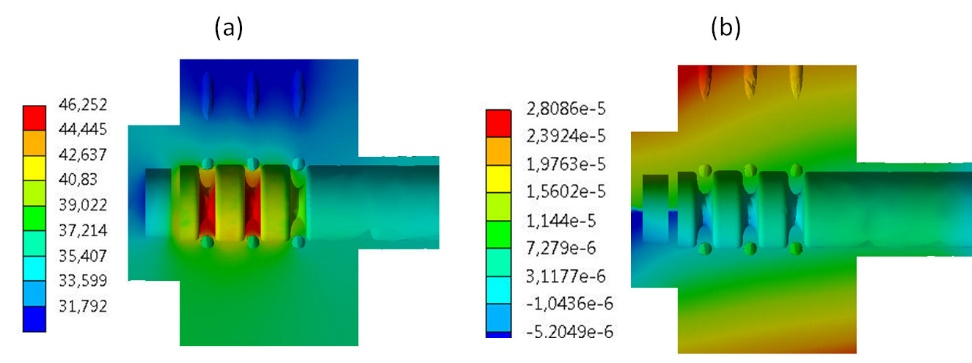 (a)
(b)
46,252
44,445
42,637
40,83
39,022
37,214
35,407
33,599
31,792
2,8086e-5
2,3924e-5
1,9763e-5
1,5602e-5
1,144e-5
7,279e-6
3,1177e-6
-1,0436e-6
-5.2049e-6